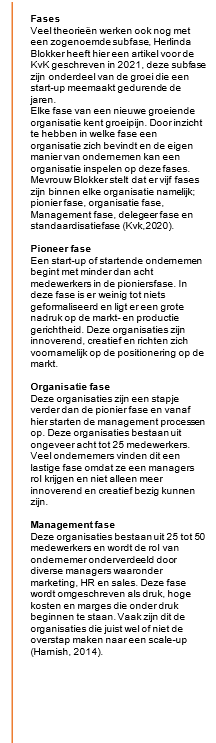 Fases
Veel theorieën werken ook nog met
een zogenoemde subfase, Herlinda
Blokker heeft hier een artikel voor de
KvK geschreven in 2021, deze subfase
zijn onderdeel van de groei die een
start-up meemaakt gedurende de
jaren.
Elke fase van een nieuwe groeiende
organisatie kent groeipijn. Door inzicht
te hebben in welke fase een
organisatie zich bevindt en de eigen
manier van ondernemen kan een
organisatie inspelen op deze fases.
Mevrouw Blokker stelt dat er vijf fases
zijn binnen elke organisatie namelijk;
pionier fase, organisatie fase,
Management fase, delegeer fase en
standaardisatiefase (Kvk,2020).
Pioneer fase
Een start-up of startende ondernemen
begint met minder dan acht
medewerkers in de pioniersfase. In
deze fase is er weinig tot niets
geformaliseerd en ligt er een grote
nadruk op de markt- en productie
gerichtheid. Deze organisaties zijn
innoverend, creatief en richten zich
voornamelijk op de positionering op de
markt.
Organisatie fase
Deze organisaties zijn een stapje
verder dan de pionier fase en vanaf
hier starten de management processen
op. Deze organisaties bestaan uit
ongeveer acht tot 25 medewerkers.
Veel ondernemers vinden dit een
lastige fase omdat ze een managers
rol krijgen en niet alleen meer
innoverend en creatief bezig kunnen
zijn.
Management fase
Deze organisaties bestaan uit 25 tot 50
medewerkers en wordt de rol van
ondernemer onderverdeeld door
diverse managers waaronder
marketing, HR en sales. Deze fase
wordt omgeschreven als druk, hoge
kosten en marges die onder druk
beginnen te staan. Vaak zijn dit de
organisaties die juist wel of niet de
overstap maken naar een scale-up
(Harnish, 2014).